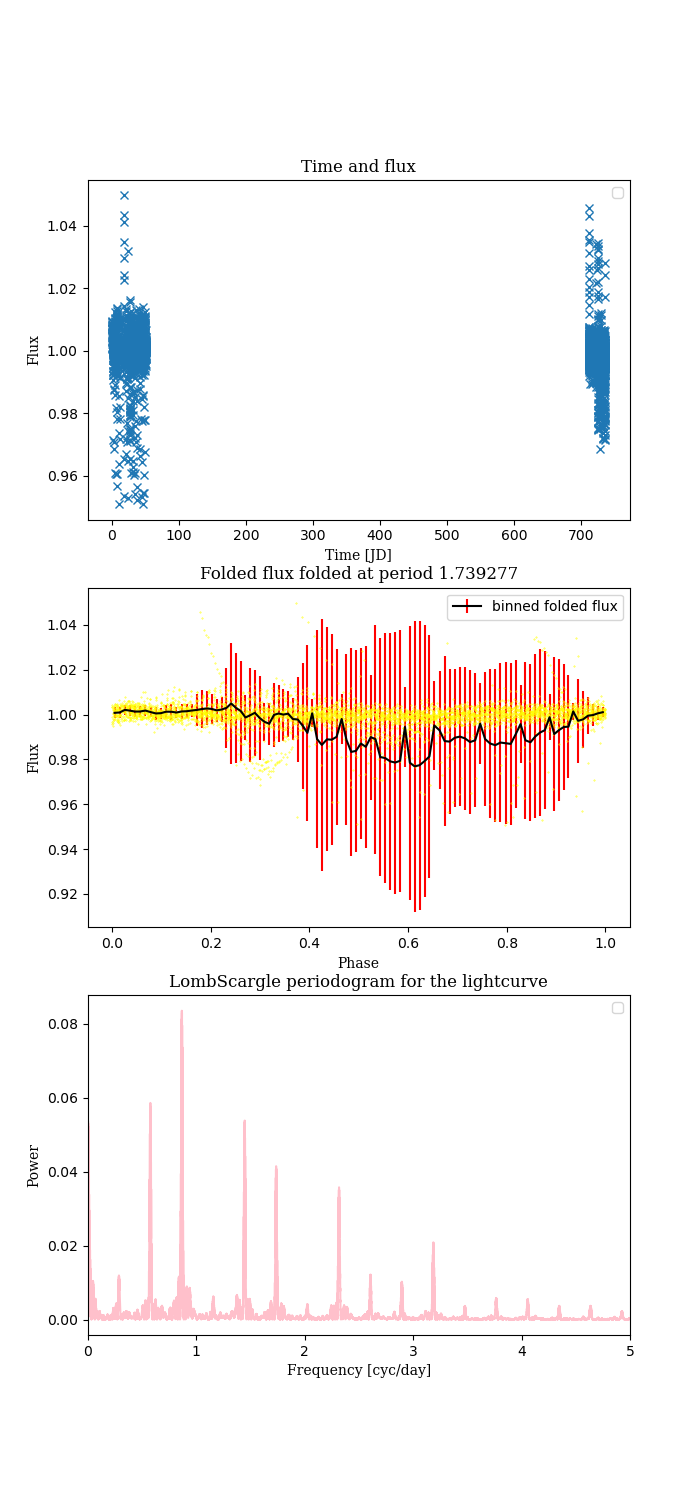 Time and flux
1.04
1.02
1.00
0.98
0.96
Flux
0 100 200 300 400 500 600 700
Time [JD]
Folded flux folded at period 1.739277
binned folded flux
1.04
1.02
1.00
0.98
0.96
0.94
0.92
Flux
0.0 0.2 0.4 0.6 0.8 1.0
Phase
LombScargle periodogram for the lightcurve
0.08
0.06
0.04
0.02
0.00
Power
0 1 2 3 4 5
Frequency [cyc/day]